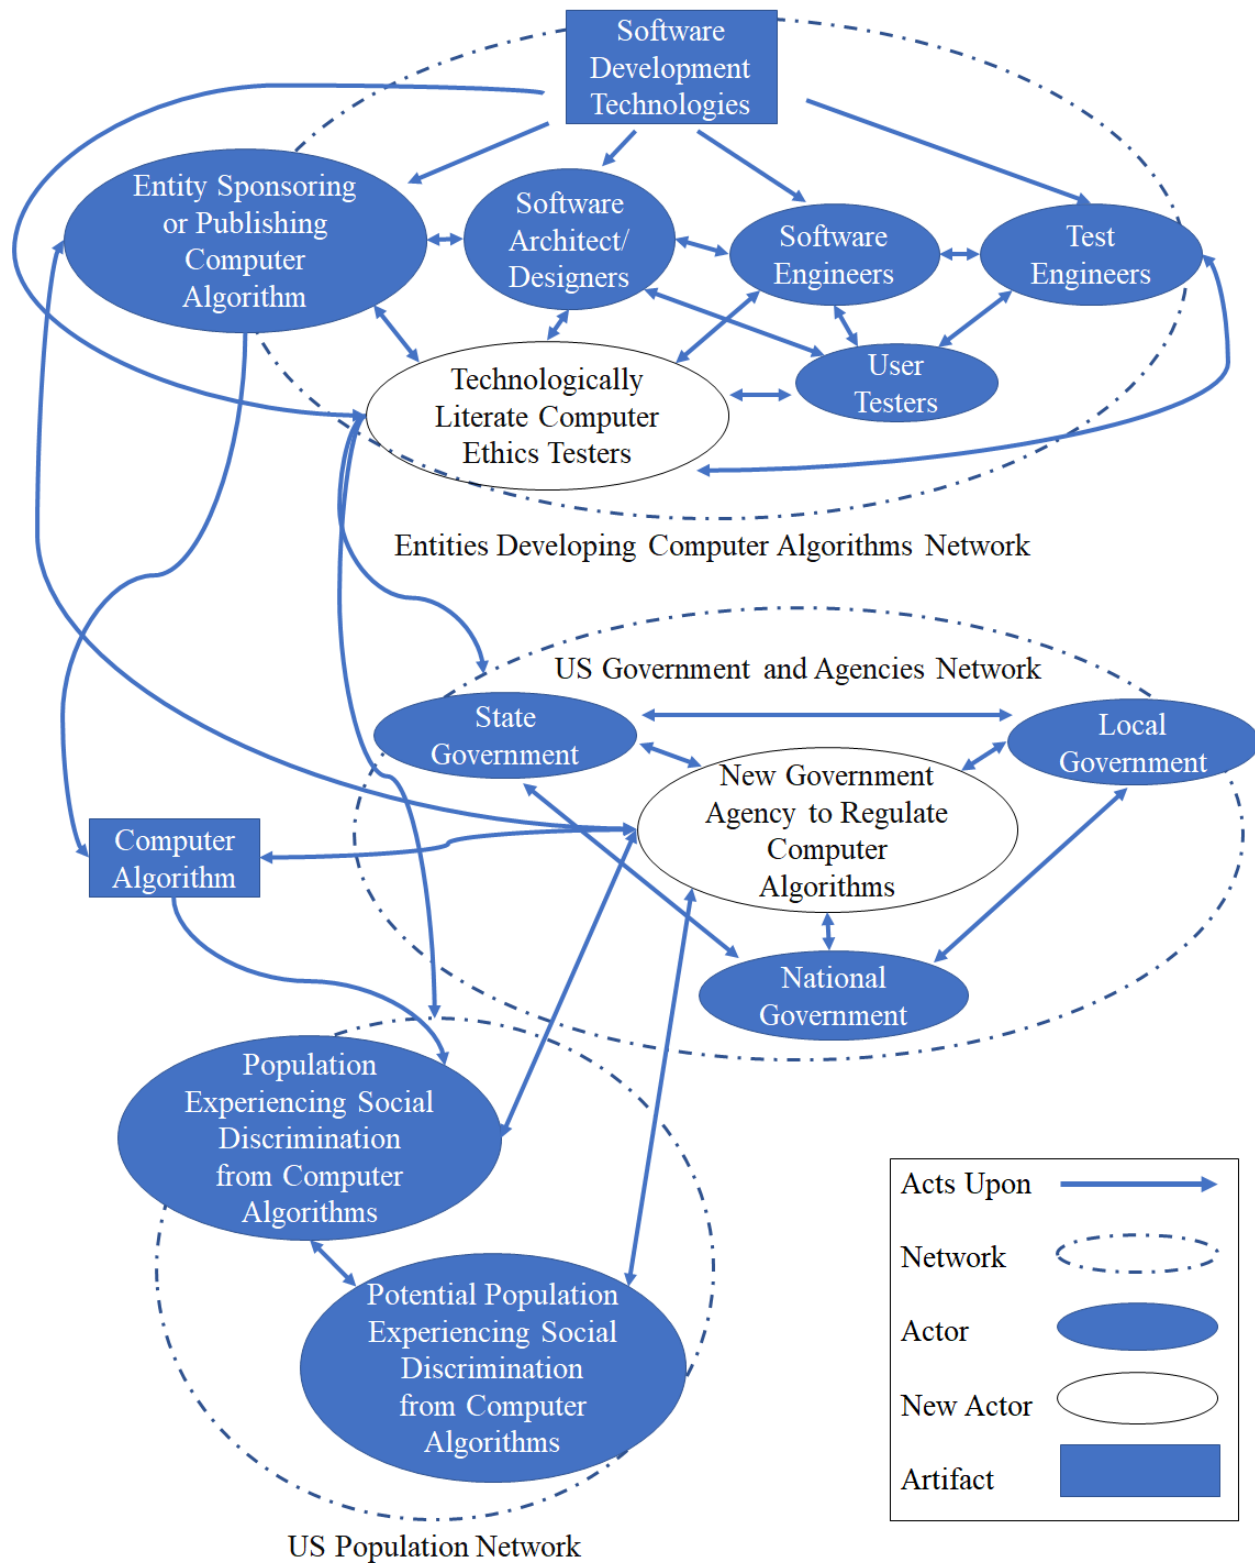 Software
Development
Technologies
Entity Sponsoring
or Publishing
Computer
Algorithm
Software
Architect/
Designers
Software
Engineers
Test
Engineers
User
Testers
Technologically
Literate Computer
Ethics Testers
Entities Developing Computer Algorithms Network
US Government and Agencies Network
State
Government
Local
Government
New Government
Agency to Regulate
Computer
Algorithms
Computer
Algorithm
National
Government
Population
Experiencing Social
Discrimination
from Computer
Algorithms
Potential Population
Experiencing Social
Discrimination
from Computer
Algorithms
US Population Network
Acts Upon
Network
Actor
New Actor
Artifact